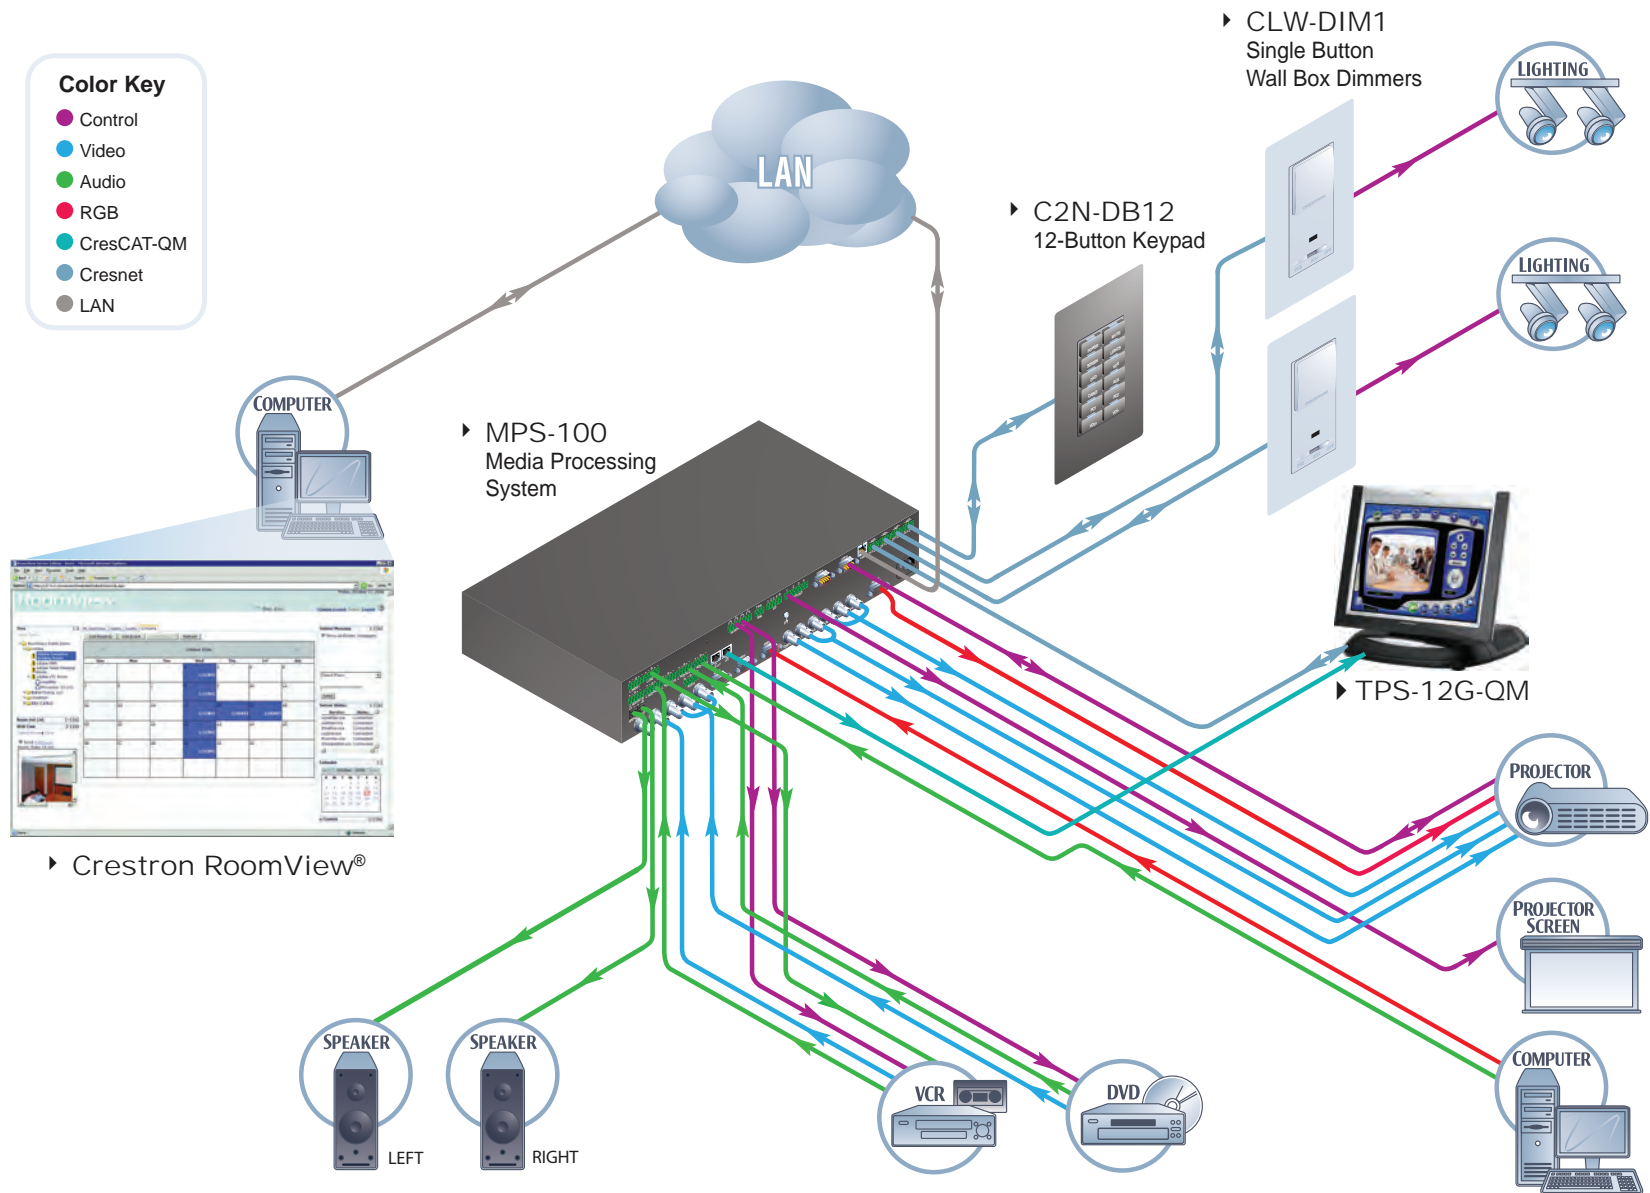 Color Key
Control
Video
Audio
RGB
CresCAT-QM
Cresnet
LAN
LAN
CLW-DIM1
Single Button
Wall Box Dimmers
LIGHTING
LIGHTING
C2N-DB12
12-Button Keypad
COMPUTER
MPS-100
Media Processing
System
RoomView
TPS-12G-QM
PROJECTOR
Crestron RoomView®
PROJECTOR
SCREEN
SPEAKER
LEFT
SPEAKER
RIGHT
VCR
DVD
COMPUTER